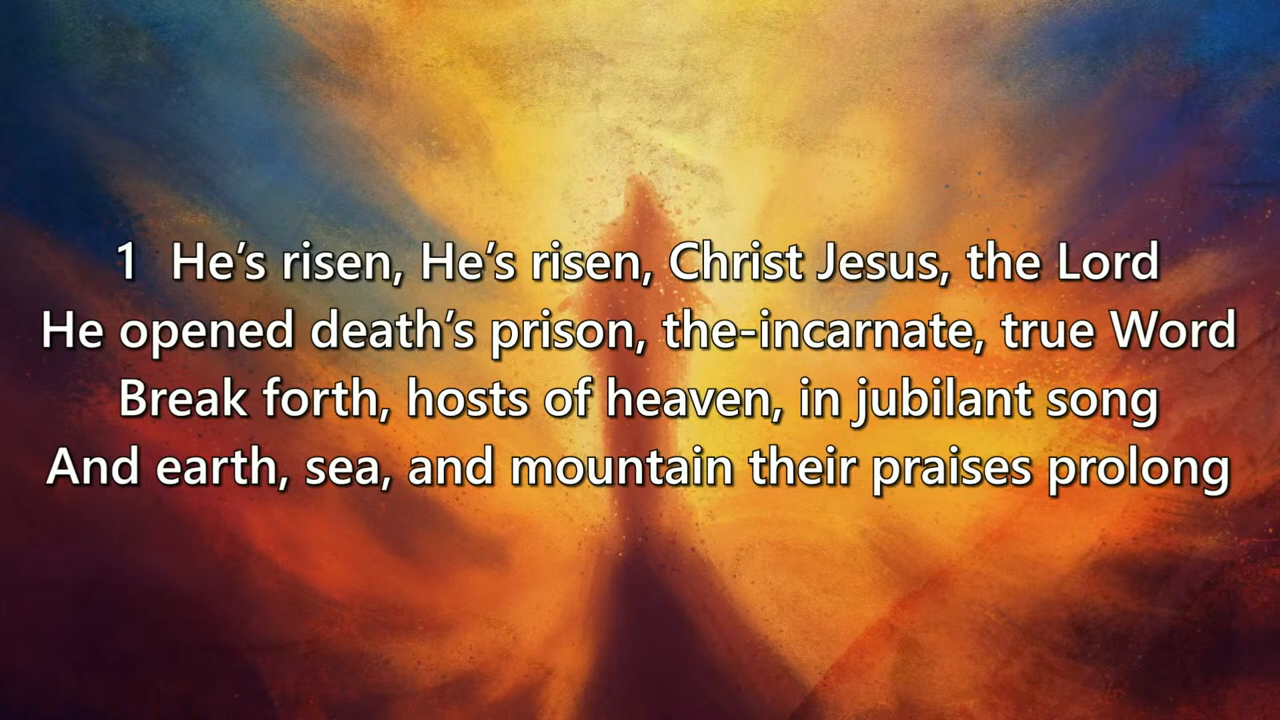 1 He’s risen, He’s risen, Christ Jesus, the Lord
He opened death’s prison, the-incarnate, true Word
Break forth, hosts of heaven, in jubilant song
And earth, sea, and mountain their praises prolong